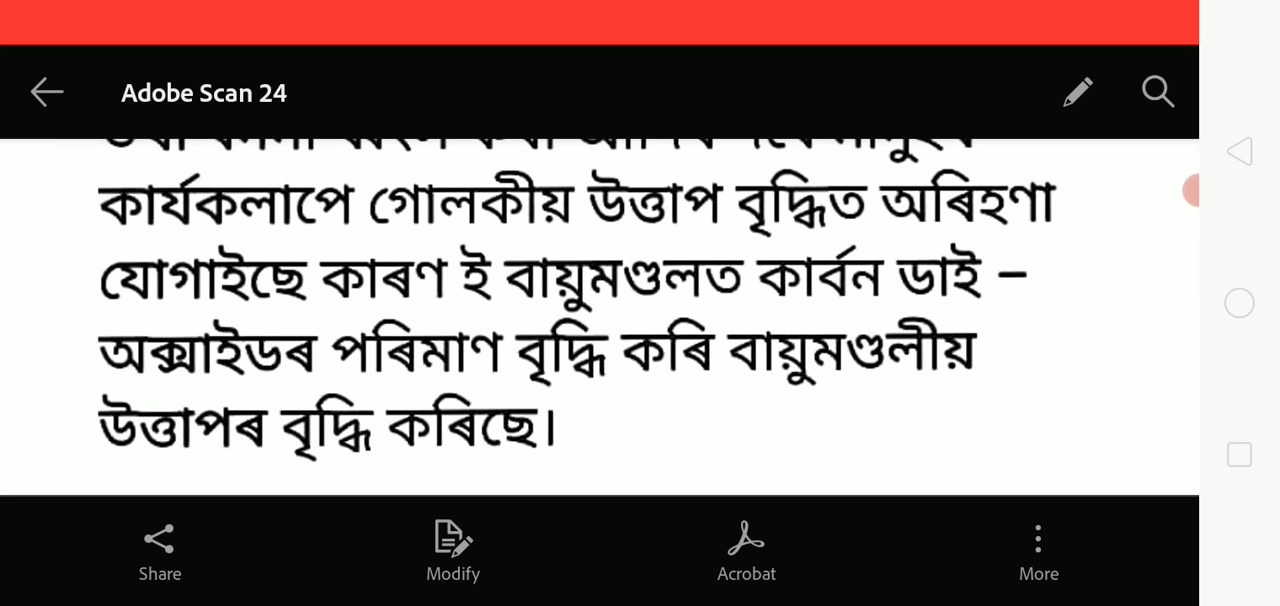 Adobe Scan 24
কাৰ্যকলাপে গোলকীয় উত্তাপ বৃদ্ধিত অৰিহণা
যোগাইছে কাৰণ ই বায়ুমণ্ডলত কাৰ্বন ডাই –
অক্সাইডৰ পৰিমাণ বৃদ্ধি কৰি বায়ুমণ্ডলীয়
উত্তাপৰ বৃদ্ধি কৰিছে।
Share Modify Acrobat More